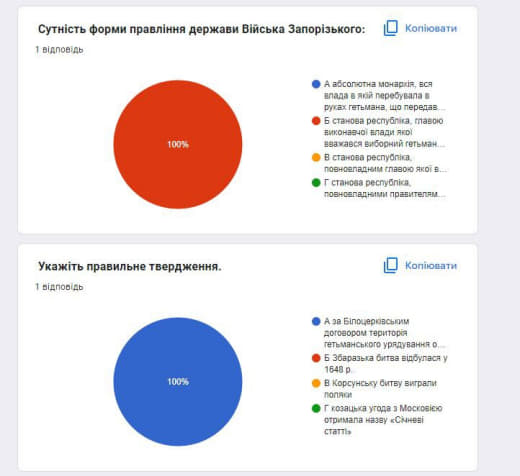 Сутність форми правління держави Війська Запорізького:
Копіювати
1 відповідь
100%
А абсолютна монархія, вся
влада в якій перебувала в
руках гетьмана, що передав...
Б станова республіка, главою
виконавчої влади якої
вважався виборний гетьман...
В станова республіка,
повновладним главою якої в...
Г станова республіка,
повновладними правителям...
Укажіть правильне твердження.
Копіювати
1 відповідь
100%
А за Білоцерківським
договором територія
гетьманського урядування о...
Б Збаразька битва відбулася у
1648 р.
В Корсунську битву виграли
поляки
Г козацька угода з Московією
отримала назву «Січневі
статті»